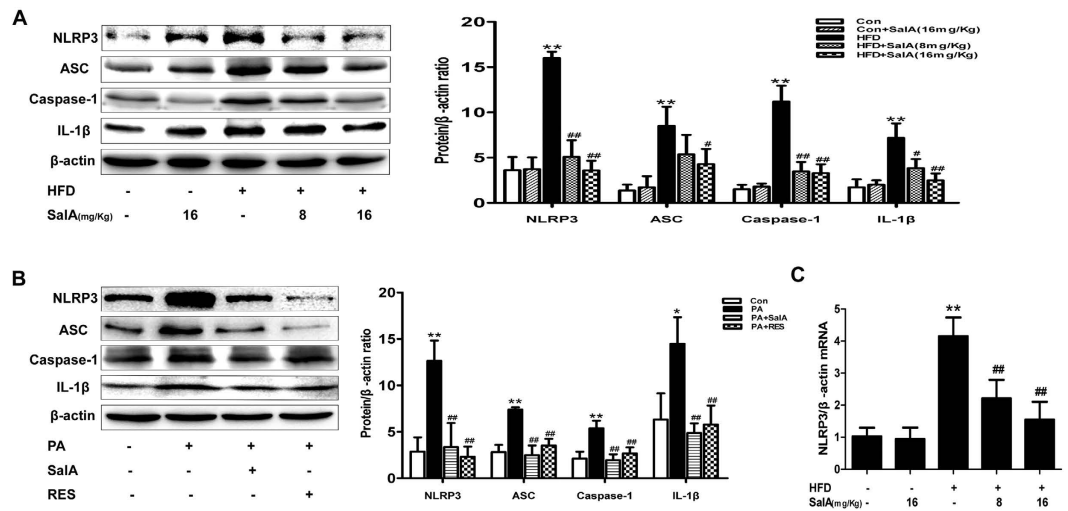 A
NLRP3
ASC
Caspase-1
IL-1β
β-actin
HFD - - + + +
SalA(mg/Kg) - 16 - 8 16
Protein/β -actin ratio
20
15
10
5
0
** ## ##
** #
** ## ##
** # ##
NLRP3 ASC Caspase-1 IL-1β
Con
Con+SalA(16mg/Kg)
HFD
HFD+SalA(8mg/Kg)
HFD+SalA(16mg/Kg)
B
NLRP3
ASC
Caspase-1
IL-1β
β-actin
PA - + + +
SalA - - + -
RES - - - +
Protein/β -actin ratio
20
15
10
5
0
** ## ##
** ## ##
** ## ##
* ## ##
NLRP3 ASC Caspase-1 IL-1β
Con
PA
PA+SalA
PA+RES
C
NLRP3/β -actin mRNA
5
4
3
2
1
0
** ## ##
HFD - - + + +
SalA(mg/Kg) - 16 - 8 16